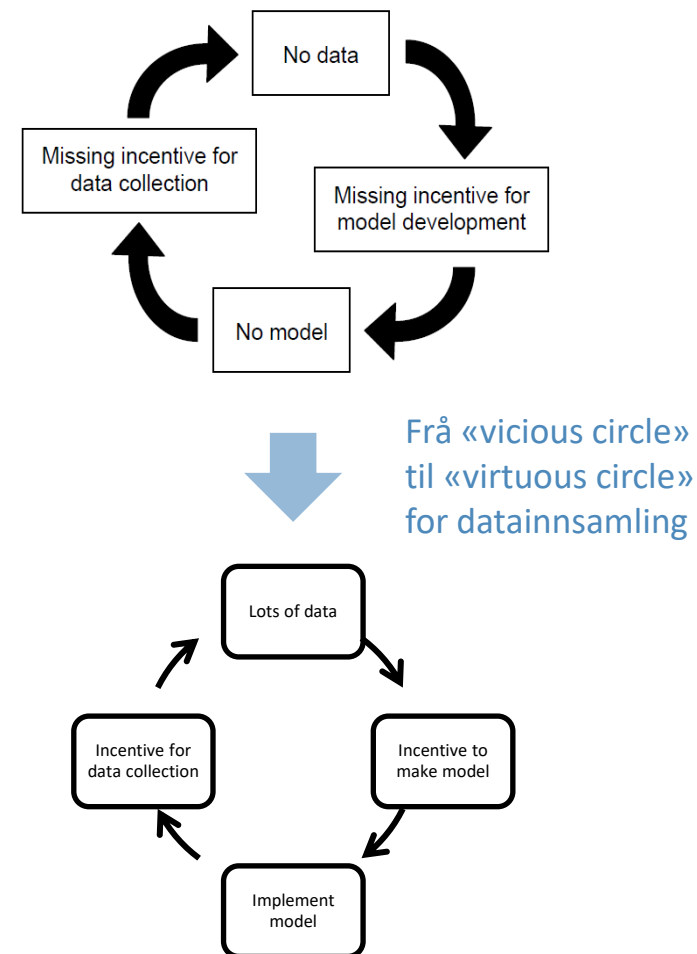 No data
Missing incentive for
data collection
Missing incentive for
model development
No model
Frå «vicious circle»
til «virtuous circle»
for datainnsamling
Lots of data
Incentive for
data collection
Incentive to
make model
Implement
model